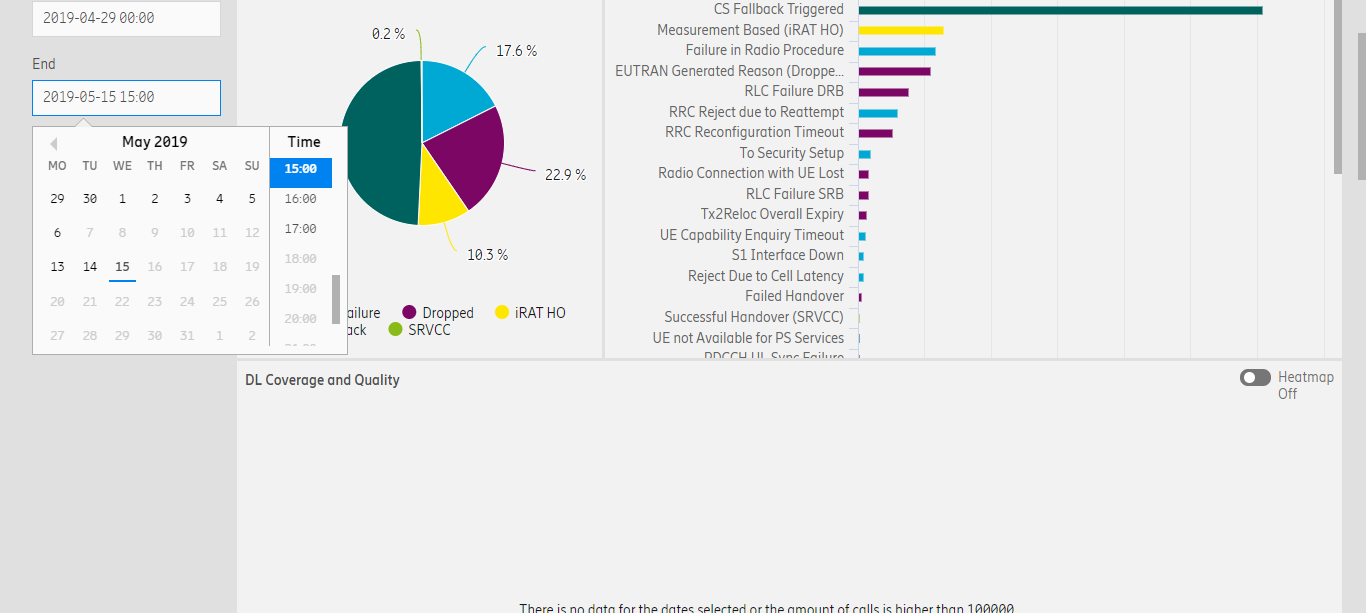 2019-04-29 00:00
End
2019-05-15 15:00
May 2019
MO TU WE TH FR SA SU
29 30 1 2 3 4 5
6 7 8 9 10 11 12
13 14 15 16 17 18 19
20 21 22 23 24 25 26
27 28 29 30 31 1 2
Time
15:00
16:00
17:00
18:00
19:00
20:00
21:00
0.2 %
17.6 %
22.9 %
10.3 %
ailure Dropped iRAT HO
ack SRVCC
CS Fallback Triggered
Measurement Based (iRAT HO)
Failure in Radio Procedure
EUTRAN Generated Reason (Droppe...
RLC Failure DRB
RRC Reject due to Reattempt
RRC Reconfiguration Timeout
To Security Setup
Radio Connection with UE Lost
RLC Failure SRB
Tx2Reloc Overall Expiry
UE Capability Enquiry Timeout
S1 Interface Down
Reject Due to Cell Latency
Failed Handover
Successful Handover (SRVCC)
UE not Available for PS Services
PDCCH UL Sync Failure
DL Coverage and Quality
Heatmap
Off
There is no data for the dates selected or the amount of calls is higher than 100000